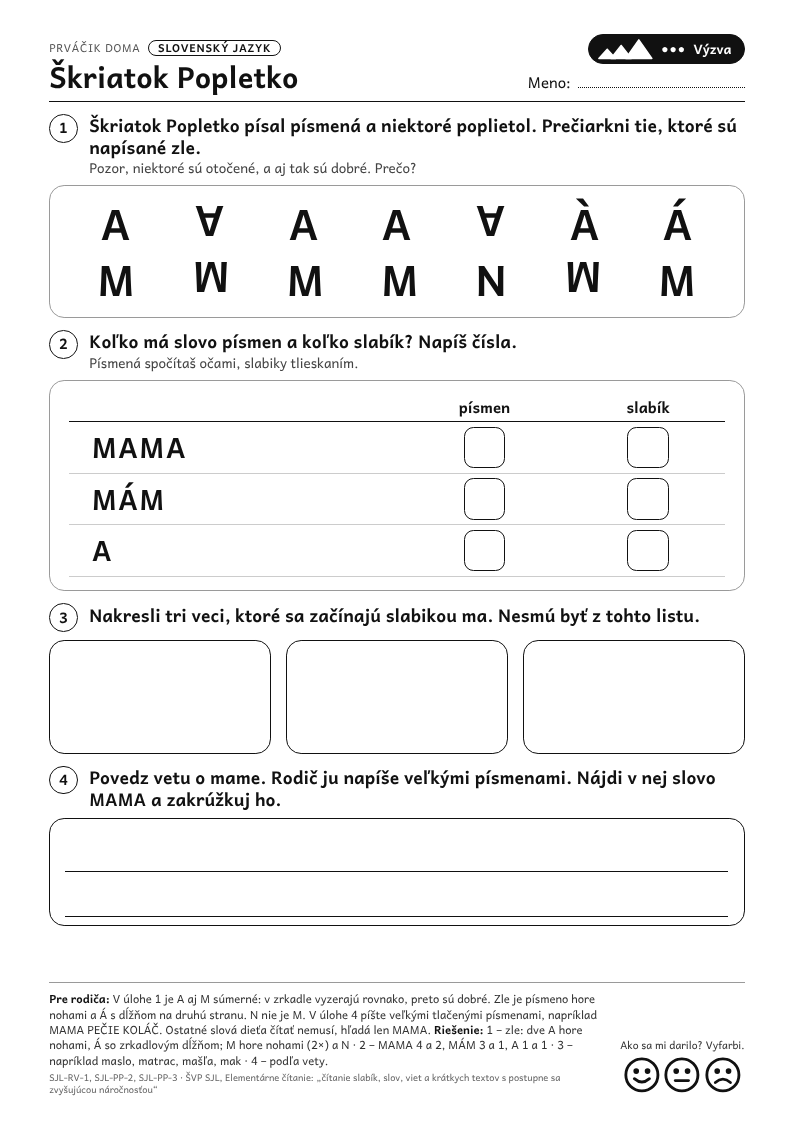 PRVÁČIK DOMA SLOVENSKÝ JAZYK
Výzva
Škriatok Popletko
Meno:
1 Škriatok Popletko písal písmená a niektoré poplietol. Prečiarkni tie, ktoré sú
napísané zle.
Pozor, niektoré sú otočené, a aj tak sú dobré. Prečo?
A A A A A À Á
M M M M N M M
2 Koľko má slovo písmen a koľko slabík? Napíš čísla.
Písmená spočítaš očami, slabiky tlieskaním.
písmen slabík
MAMA
MÁM
A
3 Nakresli tri veci, ktoré sa začínajú slabikou ma. Nesmú byť z tohto listu.
4 Povedz vetu o mame. Rodič ju napíše veľkými písmenami. Nájdi v nej slovo
MAMA a zakrúžkuj ho.
Pre rodiča: V úlohe 1 je A aj M súmerné: v zrkadle vyzerajú rovnako, preto sú dobré. Zle je písmeno hore
nohami a Á s dĺžňom na druhú stranu. N nie je M. V úlohe 4 píšte veľkými tlačenými písmenami, napríklad
MAMA PEČIE KOLÁČ. Ostatné slová dieťa čítať nemusí, hľadá len MAMA. Riešenie: 1 – zle: dve A hore
nohami, Á so zrkadlovým dĺžňom; M hore nohami (2×) a N · 2 – MAMA 4 a 2, MÁM 3 a 1, A 1 a 1 · 3 –
napríklad maslo, matrac, mašľa, mak · 4 – podľa vety.
SJL-RV-1, SJL-PP-2, SJL-PP-3 · ŠVP SJL, Elementárne čítanie: „čítanie slabík, slov, viet a krátkych textov s postupne sa
zvyšujúcou náročnosťou“
Ako sa mi darilo? Vyfarbi.